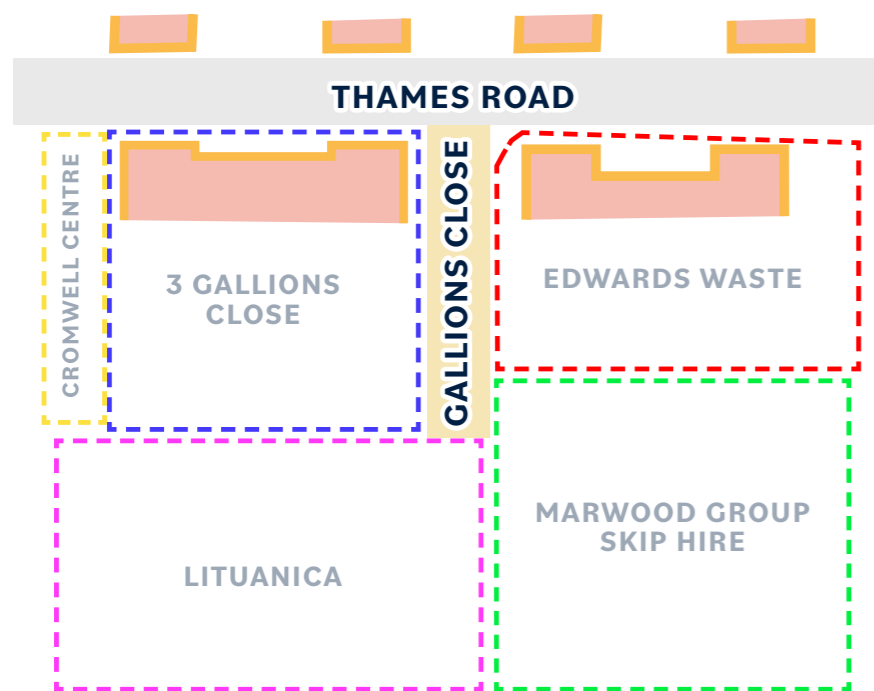 THAMES ROAD
CROMWELL CENTRE
3 GALLIONS
CLOSE
GALLIONS CLOSE
EDWARDS WASTE
LITUANICA
MARWOOD GROUP
SKIP HIRE